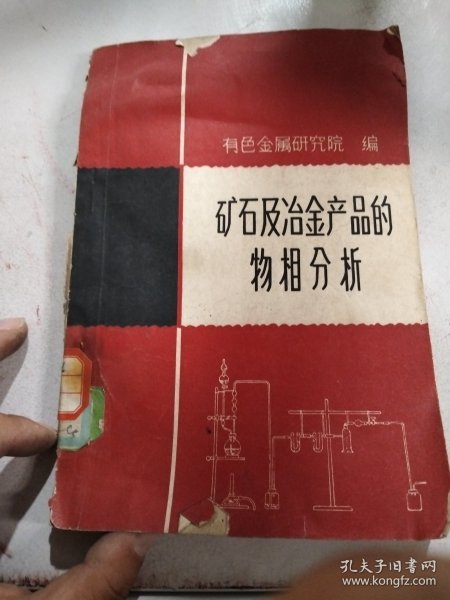 有色金属研究院 编
矿石及冶金产品的
物相分析
孔夫子旧书网
www.kongfz.com